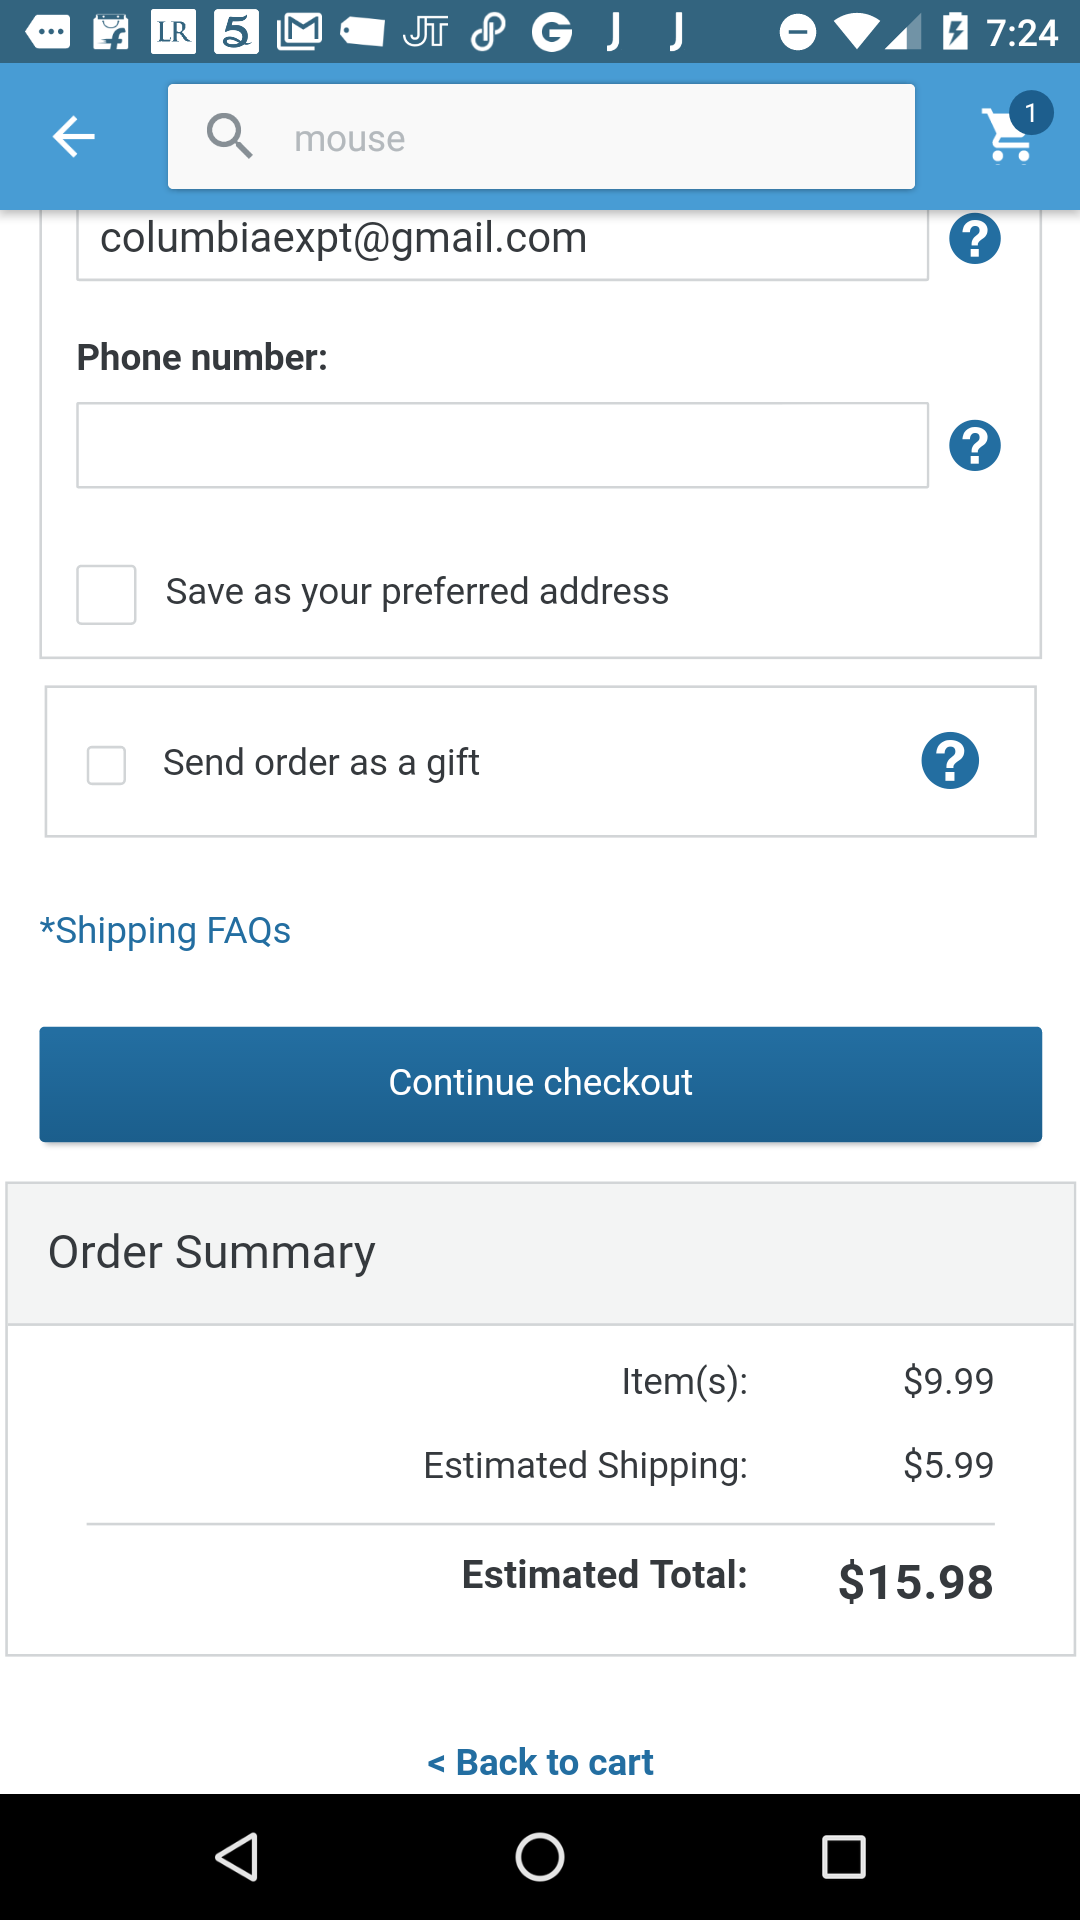 LR 5 JT G J J 7:24
mouse 1
columbiaexpt@gmail.com ?
Phone number:
?
Save as your preferred address
Send order as a gift ?
*Shipping FAQs
Continue checkout
Order Summary
Item(s): $9.99
Estimated Shipping: $5.99
Estimated Total: $15.98
< Back to cart